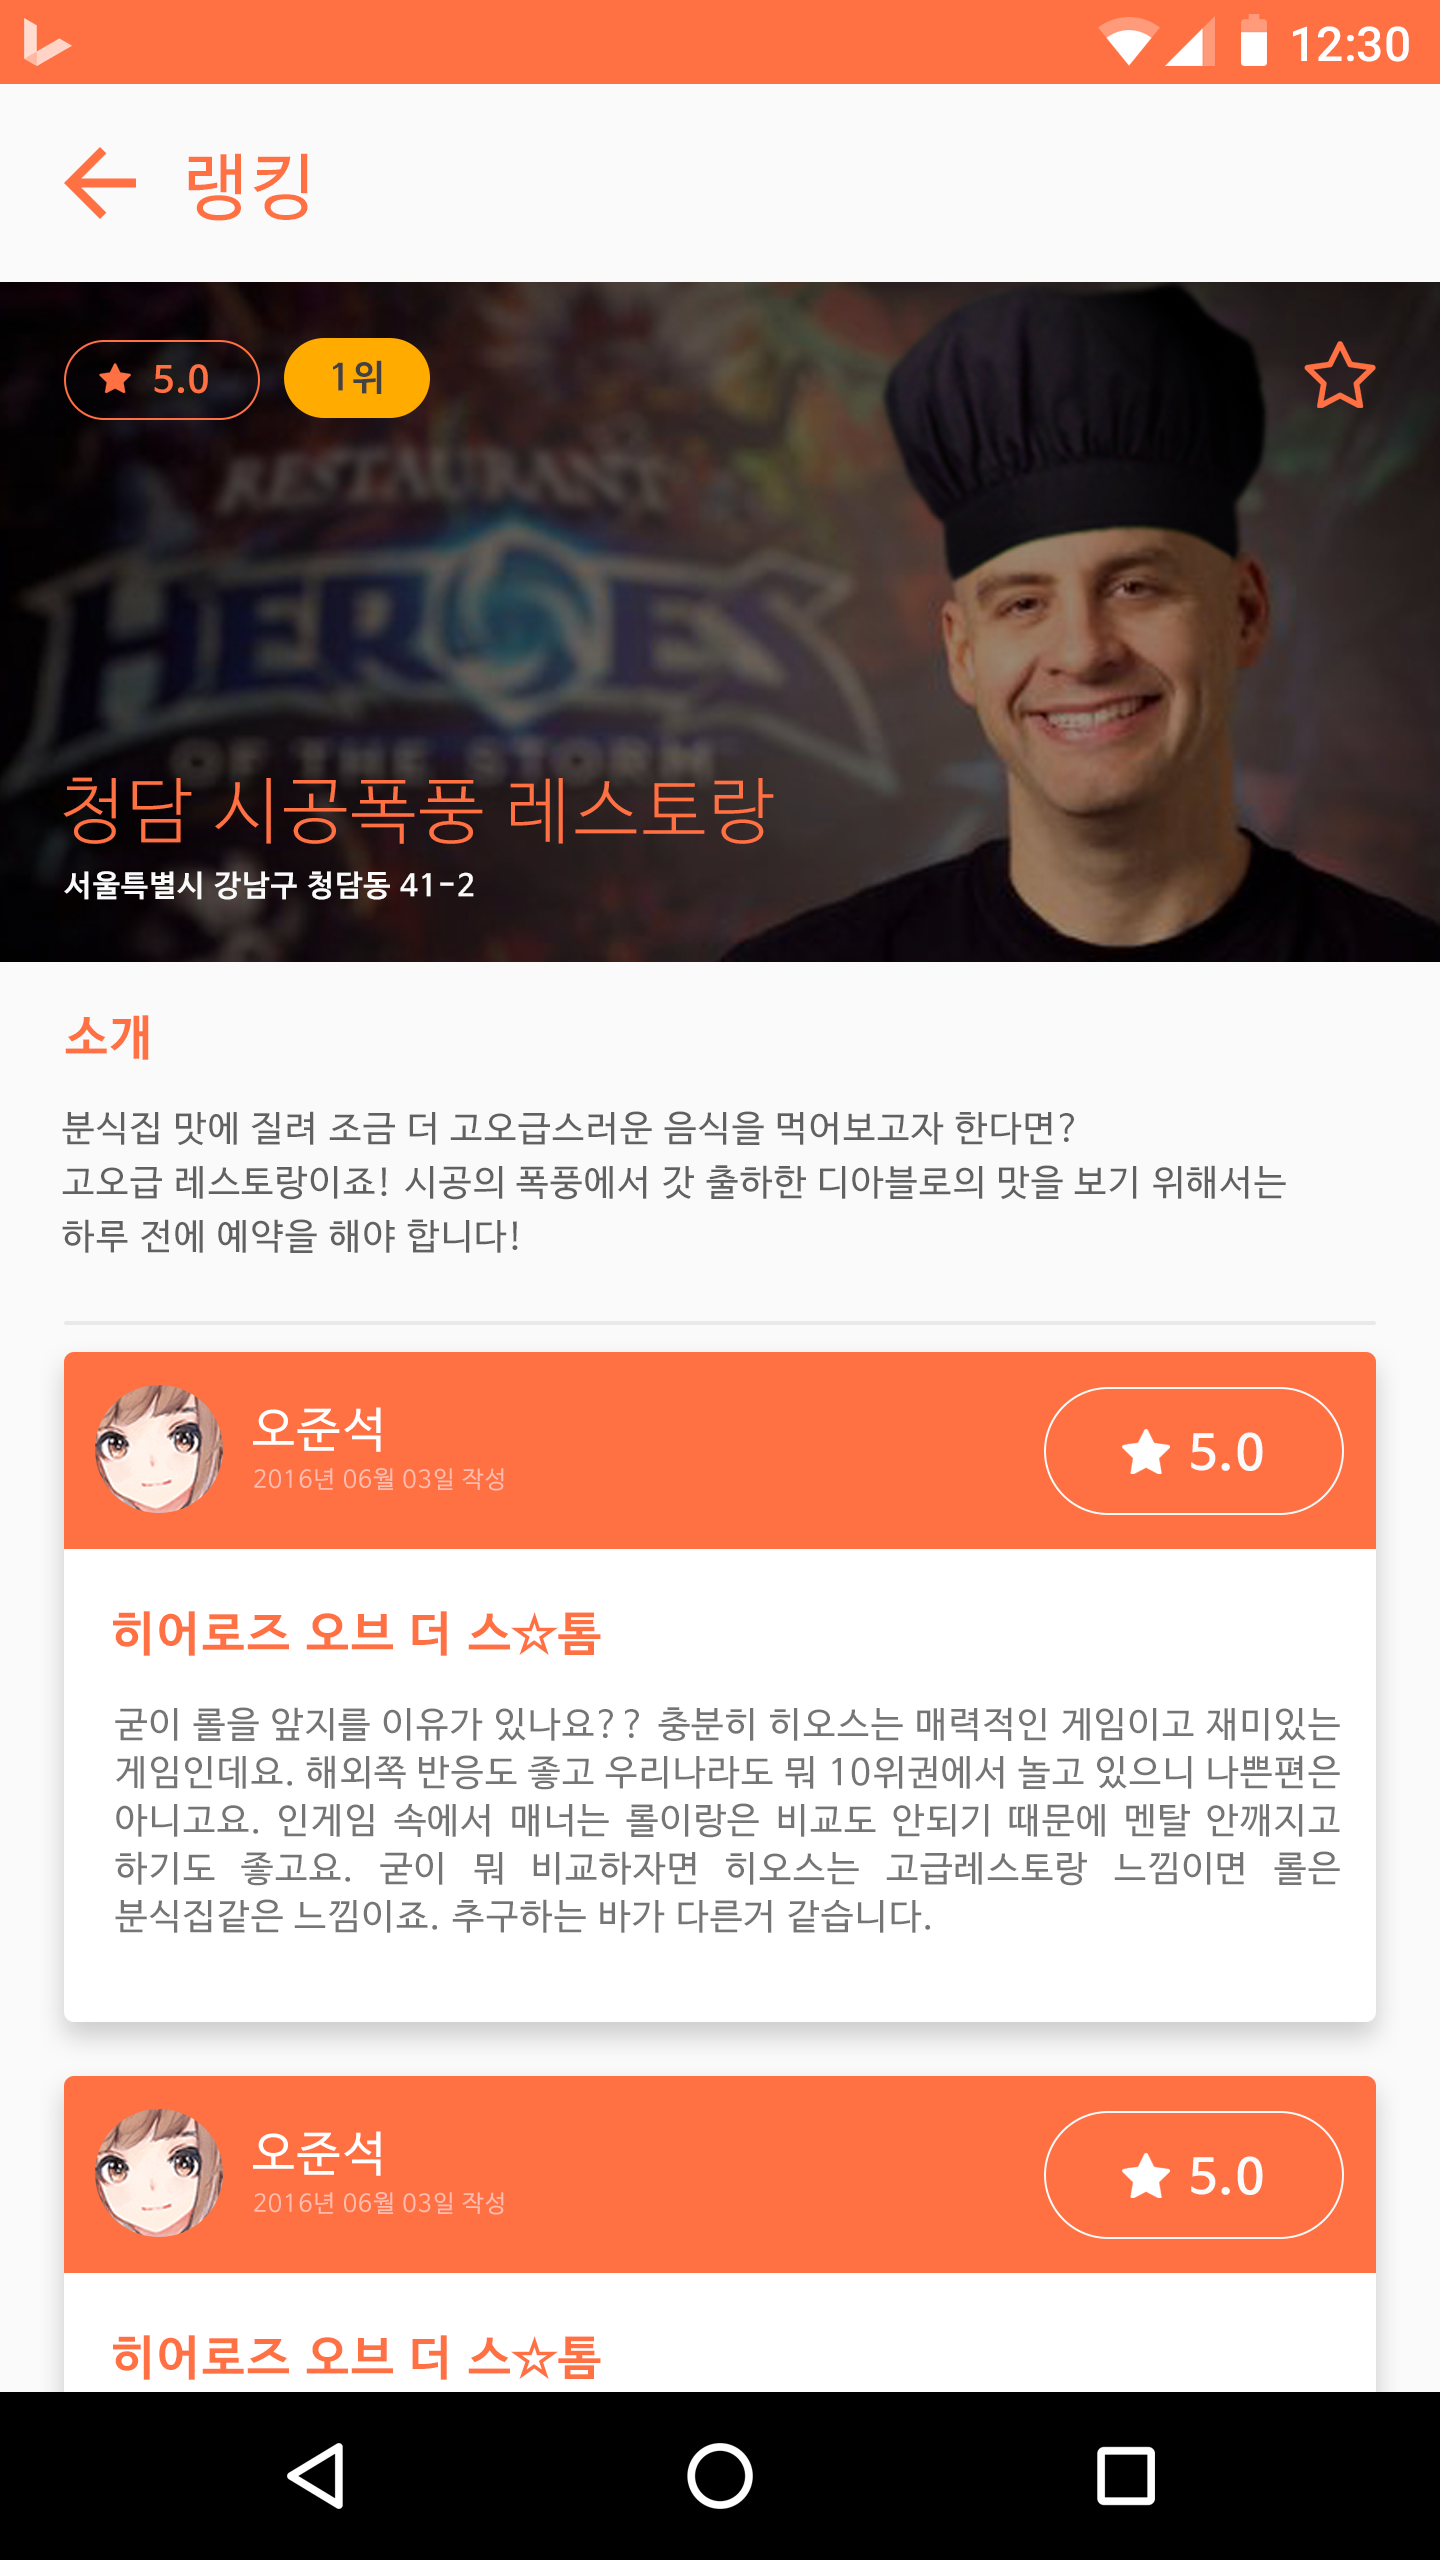 12:30
랭킹
5.0
1위
RESTAURANT
HEROES
OF THE STORM
청담 시공폭풍 레스토랑
서울특별시 강남구 청담동 41-2
소개
분식집 맛에 질려 조금 더 고오급스러운 음식을 먹어보고자 한다면?
고오급 레스토랑이죠! 시공의 폭풍에서 갓 출하한 디아블로의 맛을 보기 위해서는
하루 전에 예약을 해야 합니다!
오준석
5.0
2016년 06월 03일 작성
히어로즈 오브 더 스☆톰
굳이 롤을 앞지를 이유가 있나요?? 충분히 히오스는 매력적인 게임이고 재미있는
게임인데요. 해외쪽 반응도 좋고 우리나라도 뭐 10위권에서 놀고 있으니 나쁜편은
아니고요. 인게임 속에서 매너는 롤이랑은 비교도 안되기 때문에 멘탈 안깨지고
하기도 좋고요. 굳이 뭐 비교하자면 히오스는 고급레스토랑 느낌이면 롤은
분식집같은 느낌이죠. 추구하는 바가 다른거 같습니다.
오준석
5.0
2016년 06월 03일 작성
히어로즈 오브 더 스☆톰